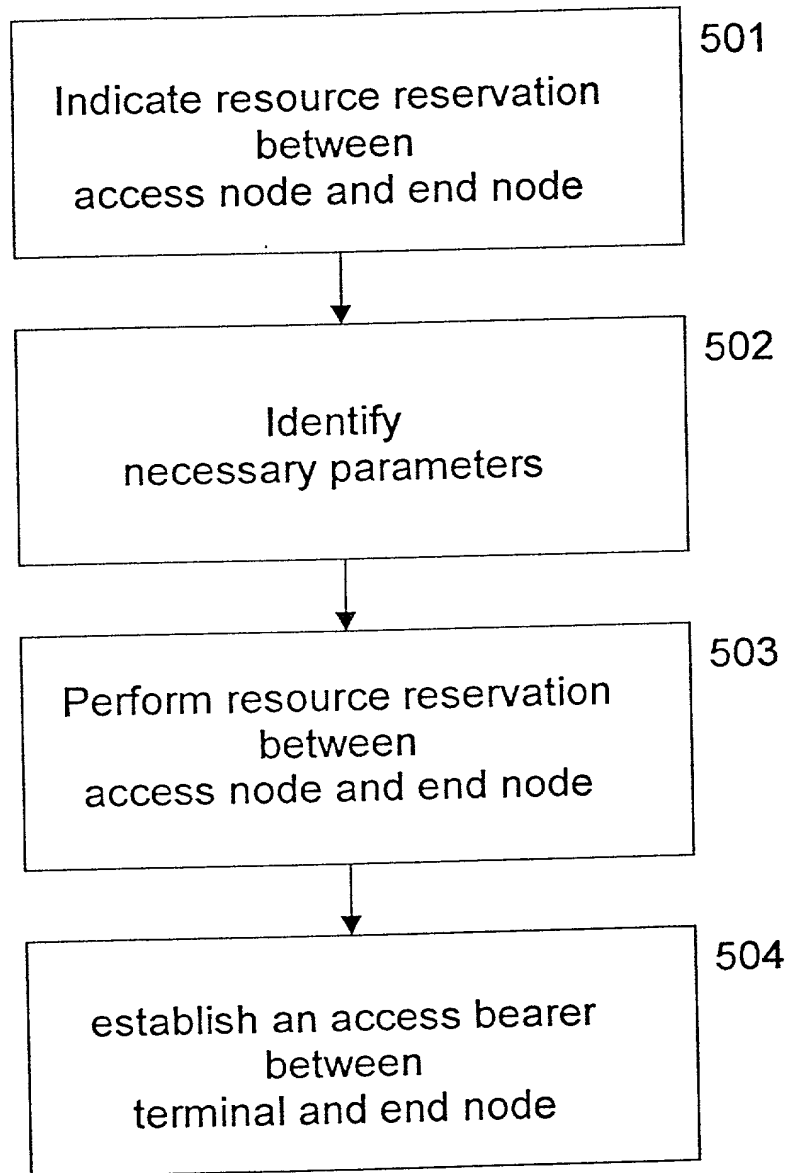 501
Indicate resource reservation
between
access node and end node
502
Identify
necessary parameters
503
Perform resource reservation
between
access node and end node
504
establish an access bearer
between
terminal and end node